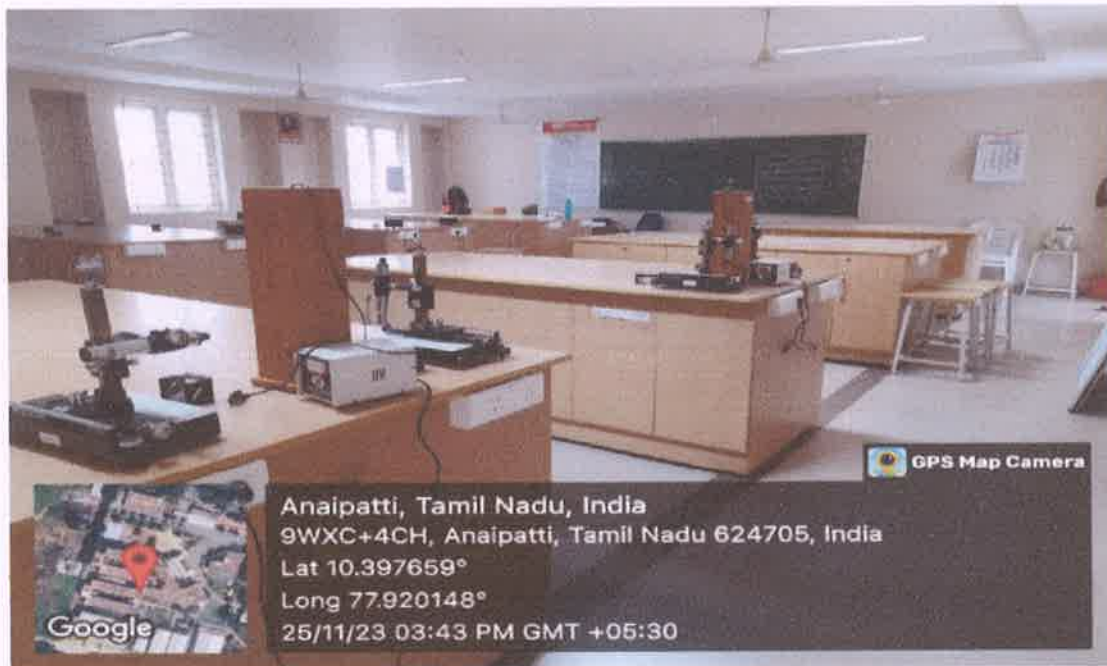 GPS Map Camera
Anaipatti, Tamil Nadu, India
9WXC+4CH, Anaipatti, Tamil Nadu 624705, India
Lat 10.397659°
Long 77.920148°
25/11/23 03:43 PM GMT +05:30
Google